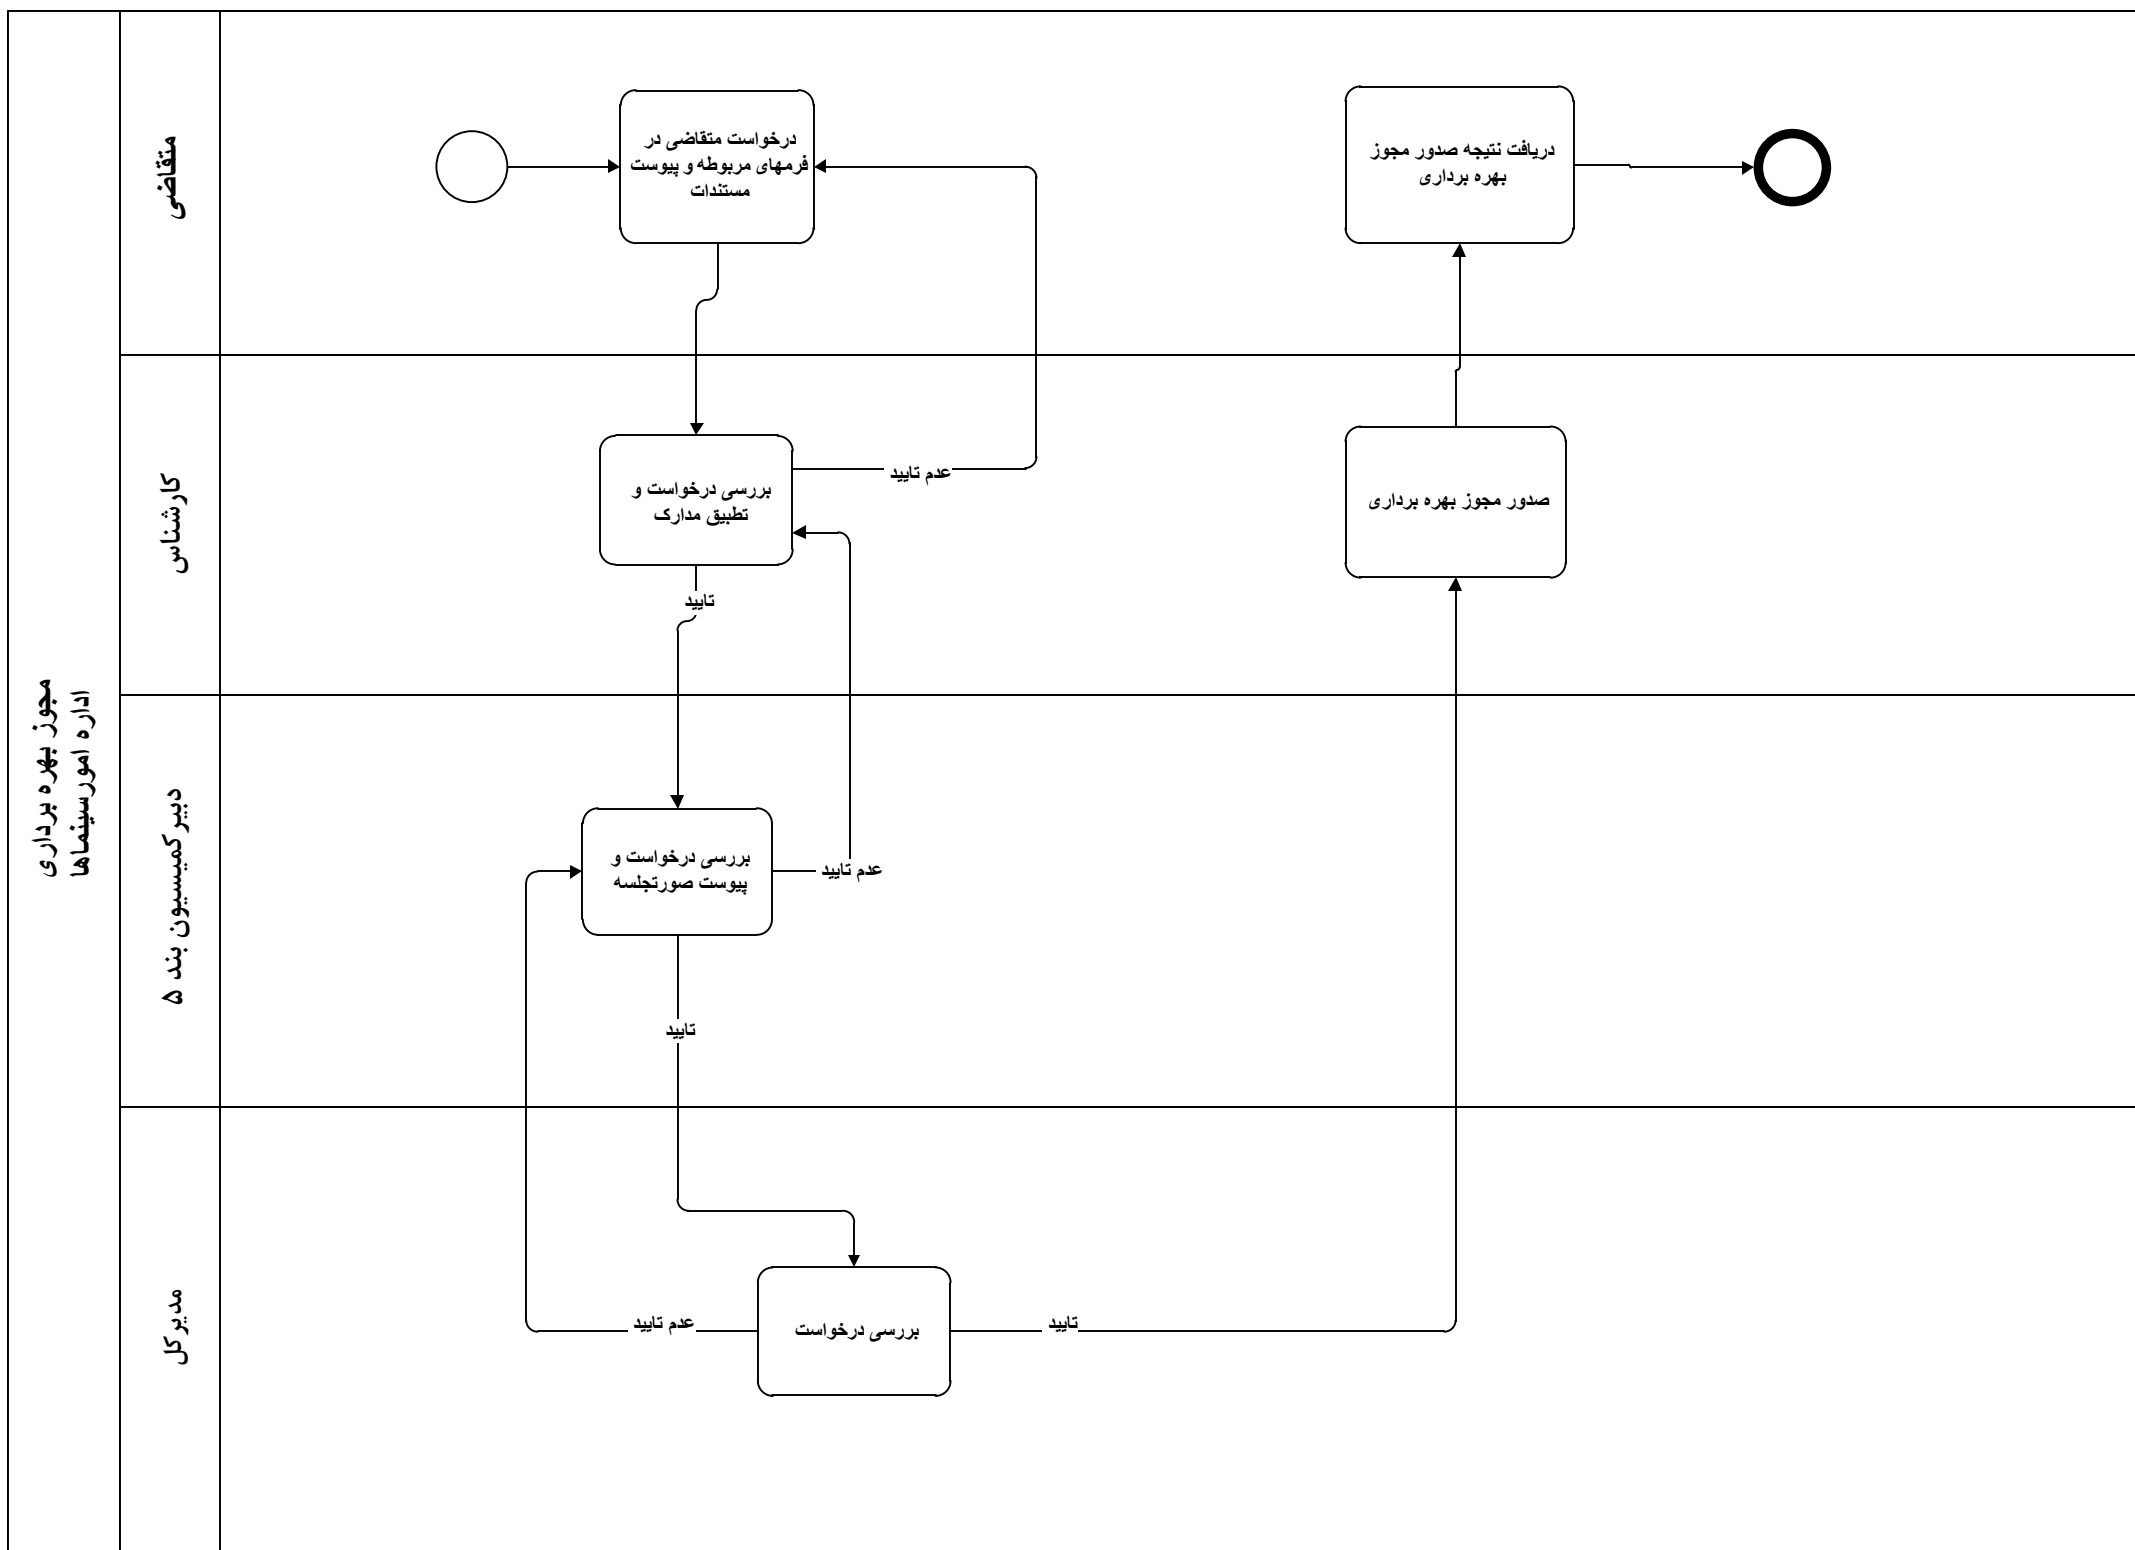 مجوز بهره برداری
اداره امورسینماها
متقاضی
درخواست متقاضی در
فرمهای مربوطه و پیوست
مستندات
دریافت نتیجه صدور مجوز
بهره برداری
کارشناس
بررسی درخواست و
تطبیق مدارک
عدم تایید
تایید
صدور مجوز بهره برداری
دبیرکمیسیون بند ۵
بررسی درخواست و
پیوست صورتجلسه
عدم تایید
تایید
مدیرکل
عدم تایید
بررسی درخواست
تایید